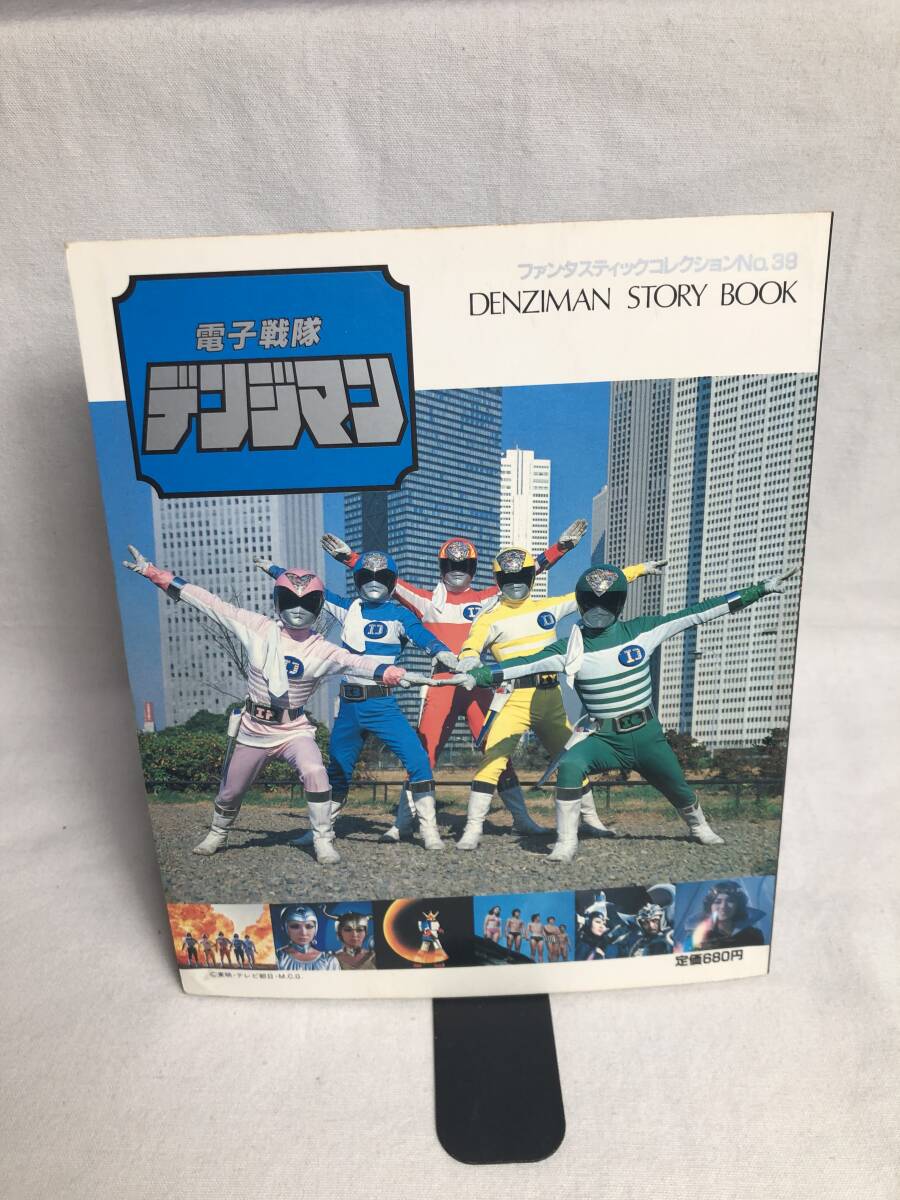 ファンタスティックコレクションNo.39
DENZIMAN STORY BOOK
電子戦隊
デンジマン
定価680円
©東映・テレビ朝日・M.C.G.